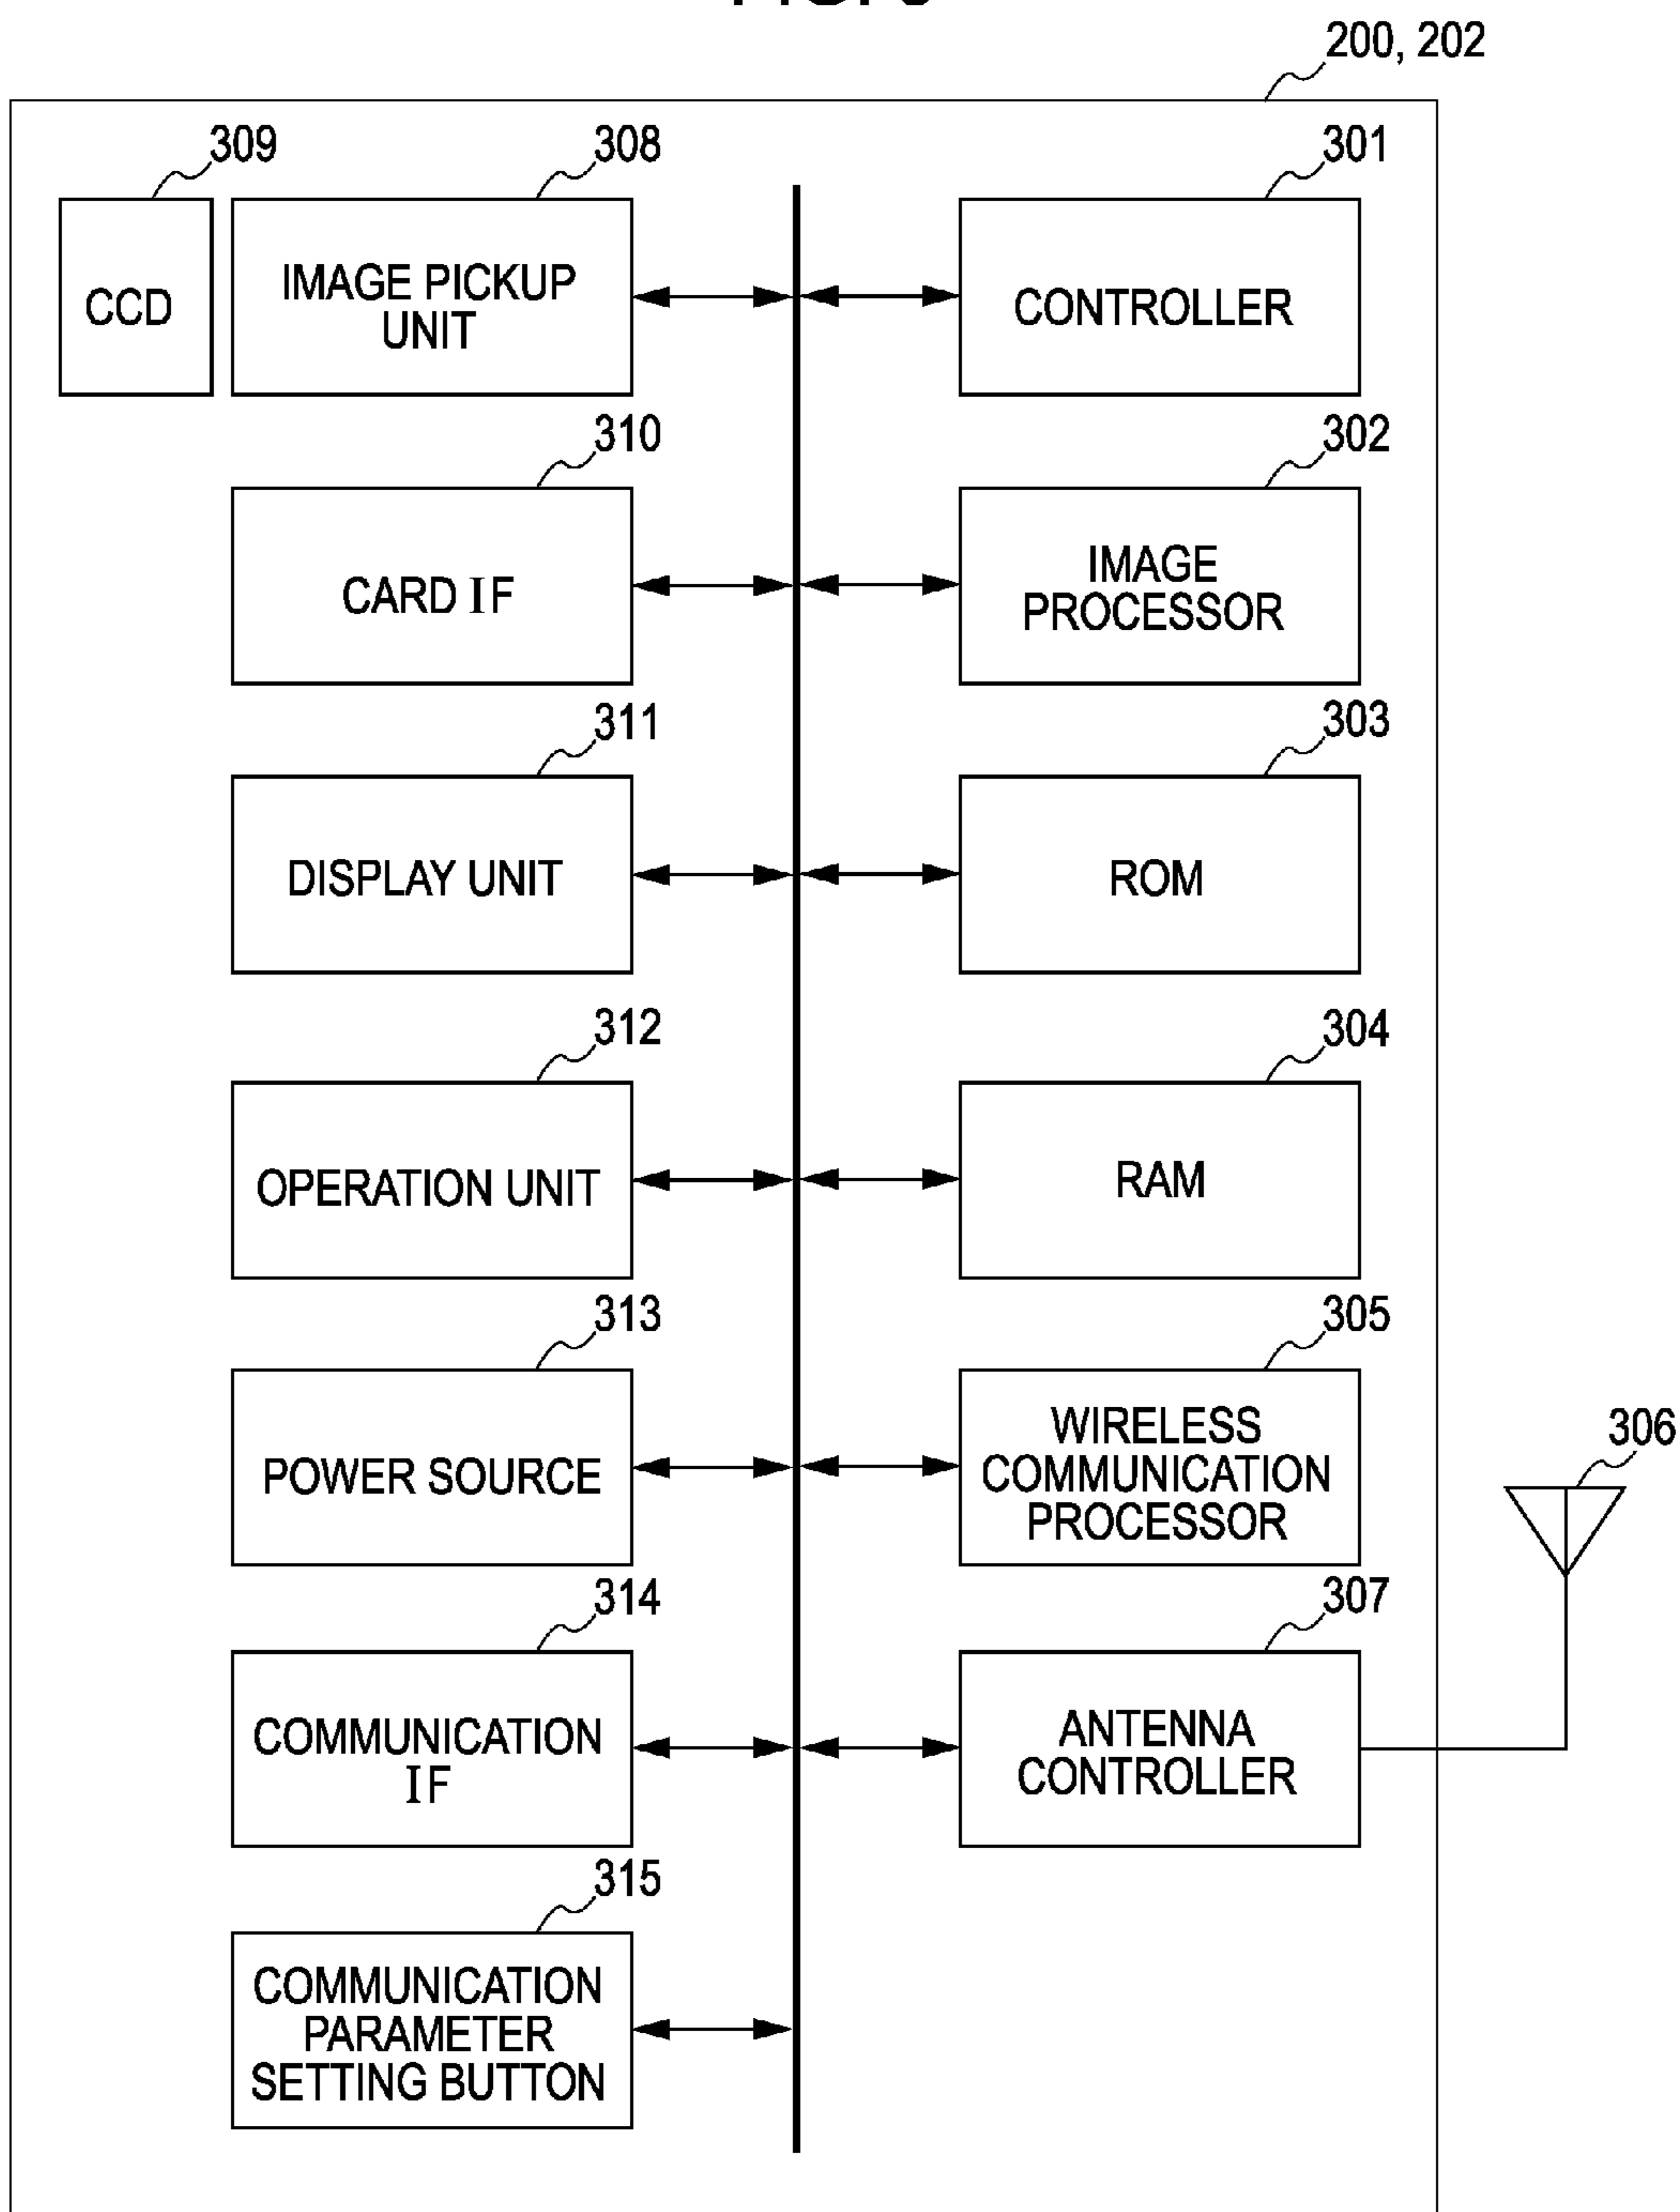 200, 202
309
308
301
CCD
IMAGE PICKUP
UNIT
CONTROLLER
310
302
CARD IF
IMAGE
PROCESSOR
311
303
DISPLAY UNIT
ROM
312
304
OPERATION UNIT
RAM
313
305
306
POWER SOURCE
WIRELESS
COMMUNICATION
PROCESSOR
314
307
COMMUNICATION
IF
ANTENNA
CONTROLLER
315
COMMUNICATION
PARAMETER
SETTING BUTTON